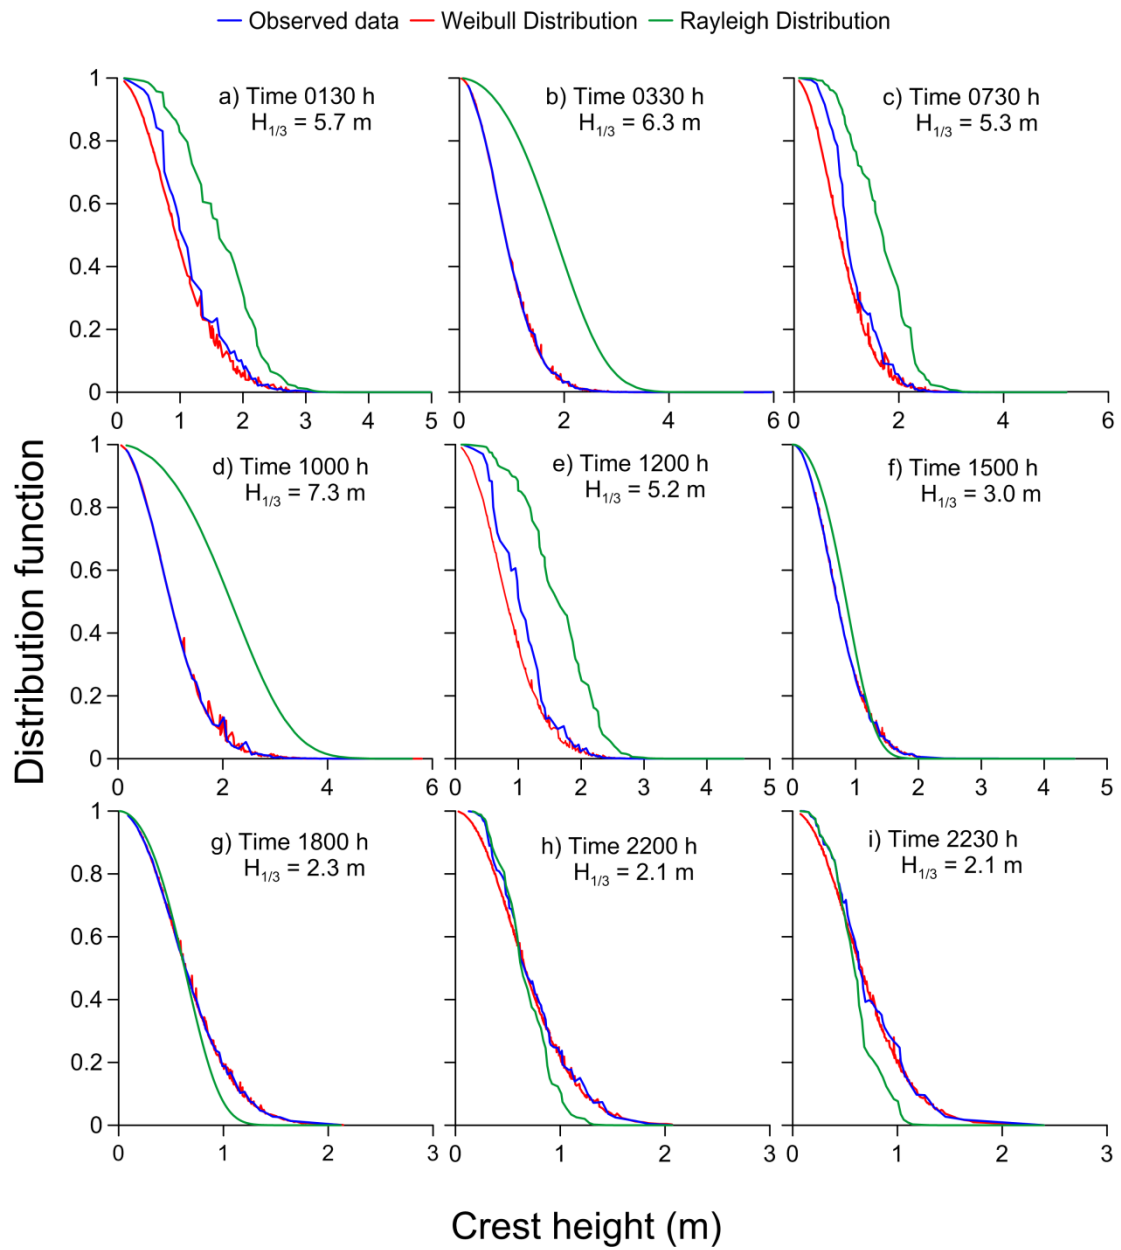 Observed data Weibull Distribution Rayleigh Distribution
a) Time 0130 h
H1/3 = 5.7 m
b) Time 0330 h
H1/3 = 6.3 m
c) Time 0730 h
H1/3 = 5.3 m
1
0.8
0.6
0.4
0.2
0
0 1 2 3 4 5
0 2 4 6
0 2 4 6
d) Time 1000 h
H1/3 = 7.3 m
e) Time 1200 h
H1/3 = 5.2 m
f) Time 1500 h
H1/3 = 3.0 m
1
0.8
0.6
0.4
0.2
0
0 2 4 6
0 1 2 3 4 5
0 1 2 3 4 5
g) Time 1800 h
H1/3 = 2.3 m
h) Time 2200 h
H1/3 = 2.1 m
i) Time 2230 h
H1/3 = 2.1 m
1
0.8
0.6
0.4
0.2
0
0 1 2 3
0 1 2 3
0 1 2 3
Distribution function
Crest height (m)